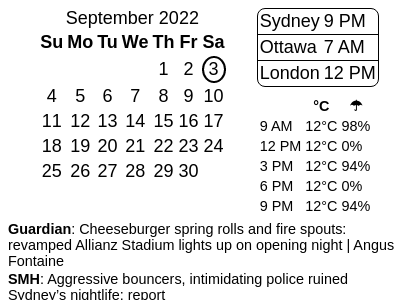 September 2022
Su Mo Tu We Th Fr Sa
1 2 3
4 5 6 7 8 9 10
11 12 13 14 15 16 17
18 19 20 21 22 23 24
25 26 27 28 29 30
Sydney 9 PM
Ottawa 7 AM
London 12 PM
°C ☂
9 AM 12°C 98%
12 PM 12°C 0%
3 PM 12°C 94%
6 PM 12°C 0%
9 PM 12°C 94%
Guardian: Cheeseburger spring rolls and fire spouts:
revamped Allianz Stadium lights up on opening night | Angus
Fontaine
SMH: Aggressive bouncers, intimidating police ruined
Sydney's nightlife: report